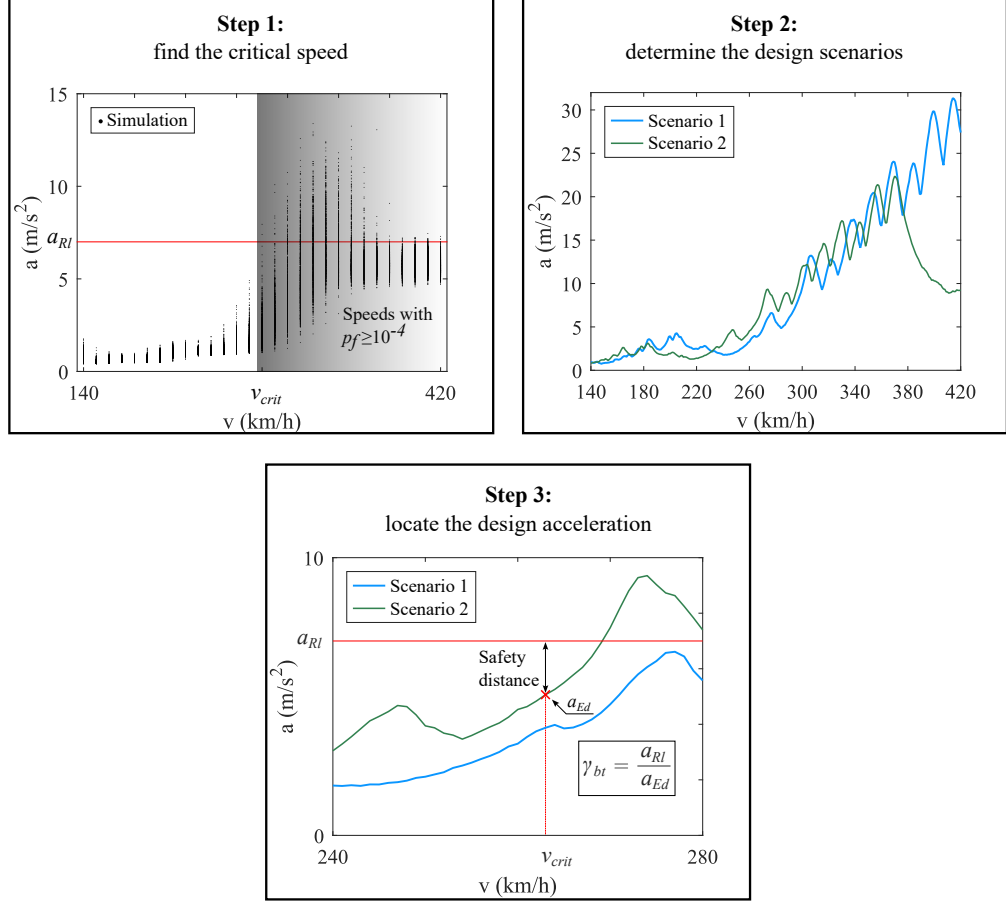 Step 1:
find the critical speed
15
• Simulation
10
a_Rl
a (m/s²)
5
Speeds with
p_f≥10⁻⁴
0
140
v_crit
420
v (km/h)
Step 2:
determine the design scenarios
30
Scenario 1
Scenario 2
25
20
15
a (m/s²)
10
5
0
140 180 220 260 300 340 380 420
v (km/h)
Step 3:
locate the design acceleration
10
Scenario 1
Scenario 2
a_Rl
Safety
distance
a (m/s²)
a_Ed
γ_bt = a_Rl / a_Ed
0
240
v_crit
280
v (km/h)